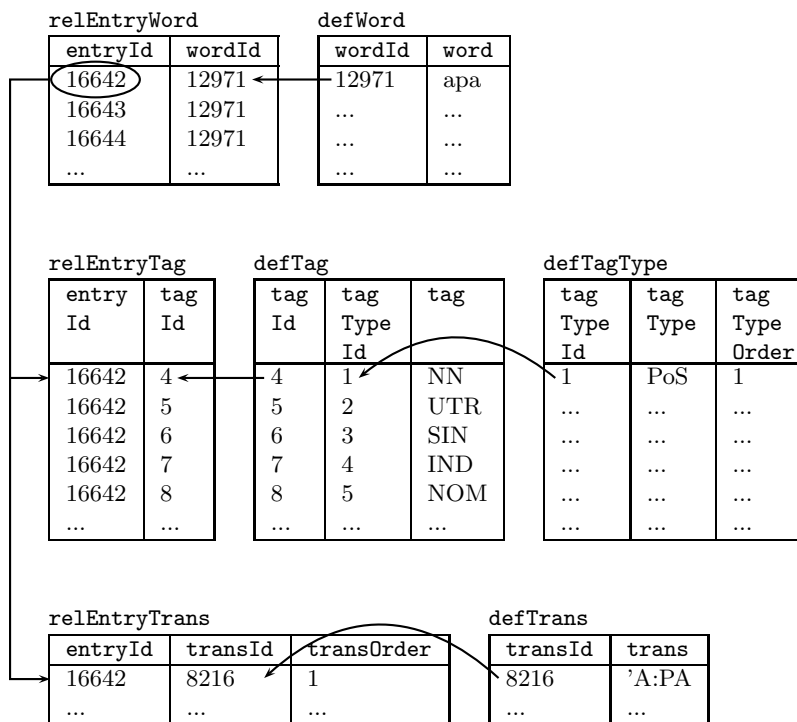 relEntryWord defWord
entryId wordId wordId word
16642 12971 12971 apa
16643 12971 ... ...
16644 12971 ... ...
... ... ... ...
relEntryTag defTag defTagType
entry tag tag tag tag tag tag tag
Id Id Id Type Type Type Type
Id Id Order
16642 4 4 1 NN 1 PoS 1
16642 5 5 2 UTR ... ... ...
16642 6 6 3 SIN ... ... ...
16642 7 7 4 IND ... ... ...
16642 8 8 5 NOM ... ... ...
... ... ... ... ... ... ... ...
relEntryTrans defTrans
entryId transId transOrder transId trans
16642 8216 1 8216 'A:PA
... ... ... ... ...